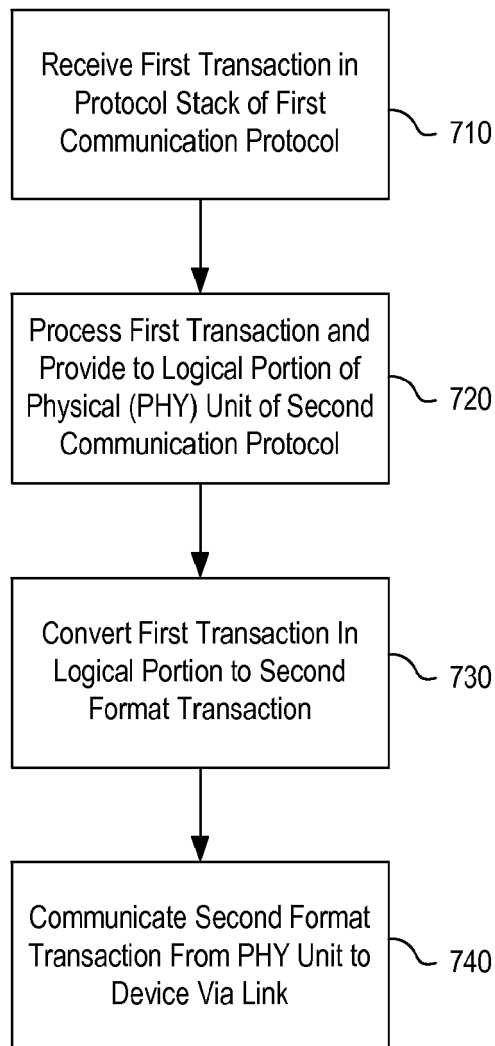 Receive First Transaction in
Protocol Stack of First
Communication Protocol
710
Process First Transaction and
Provide to Logical Portion of
Physical (PHY) Unit of Second
Communication Protocol
720
Convert First Transaction In
Logical Portion to Second
Format Transaction
730
Communicate Second Format
Transaction From PHY Unit to
Device Via Link
740